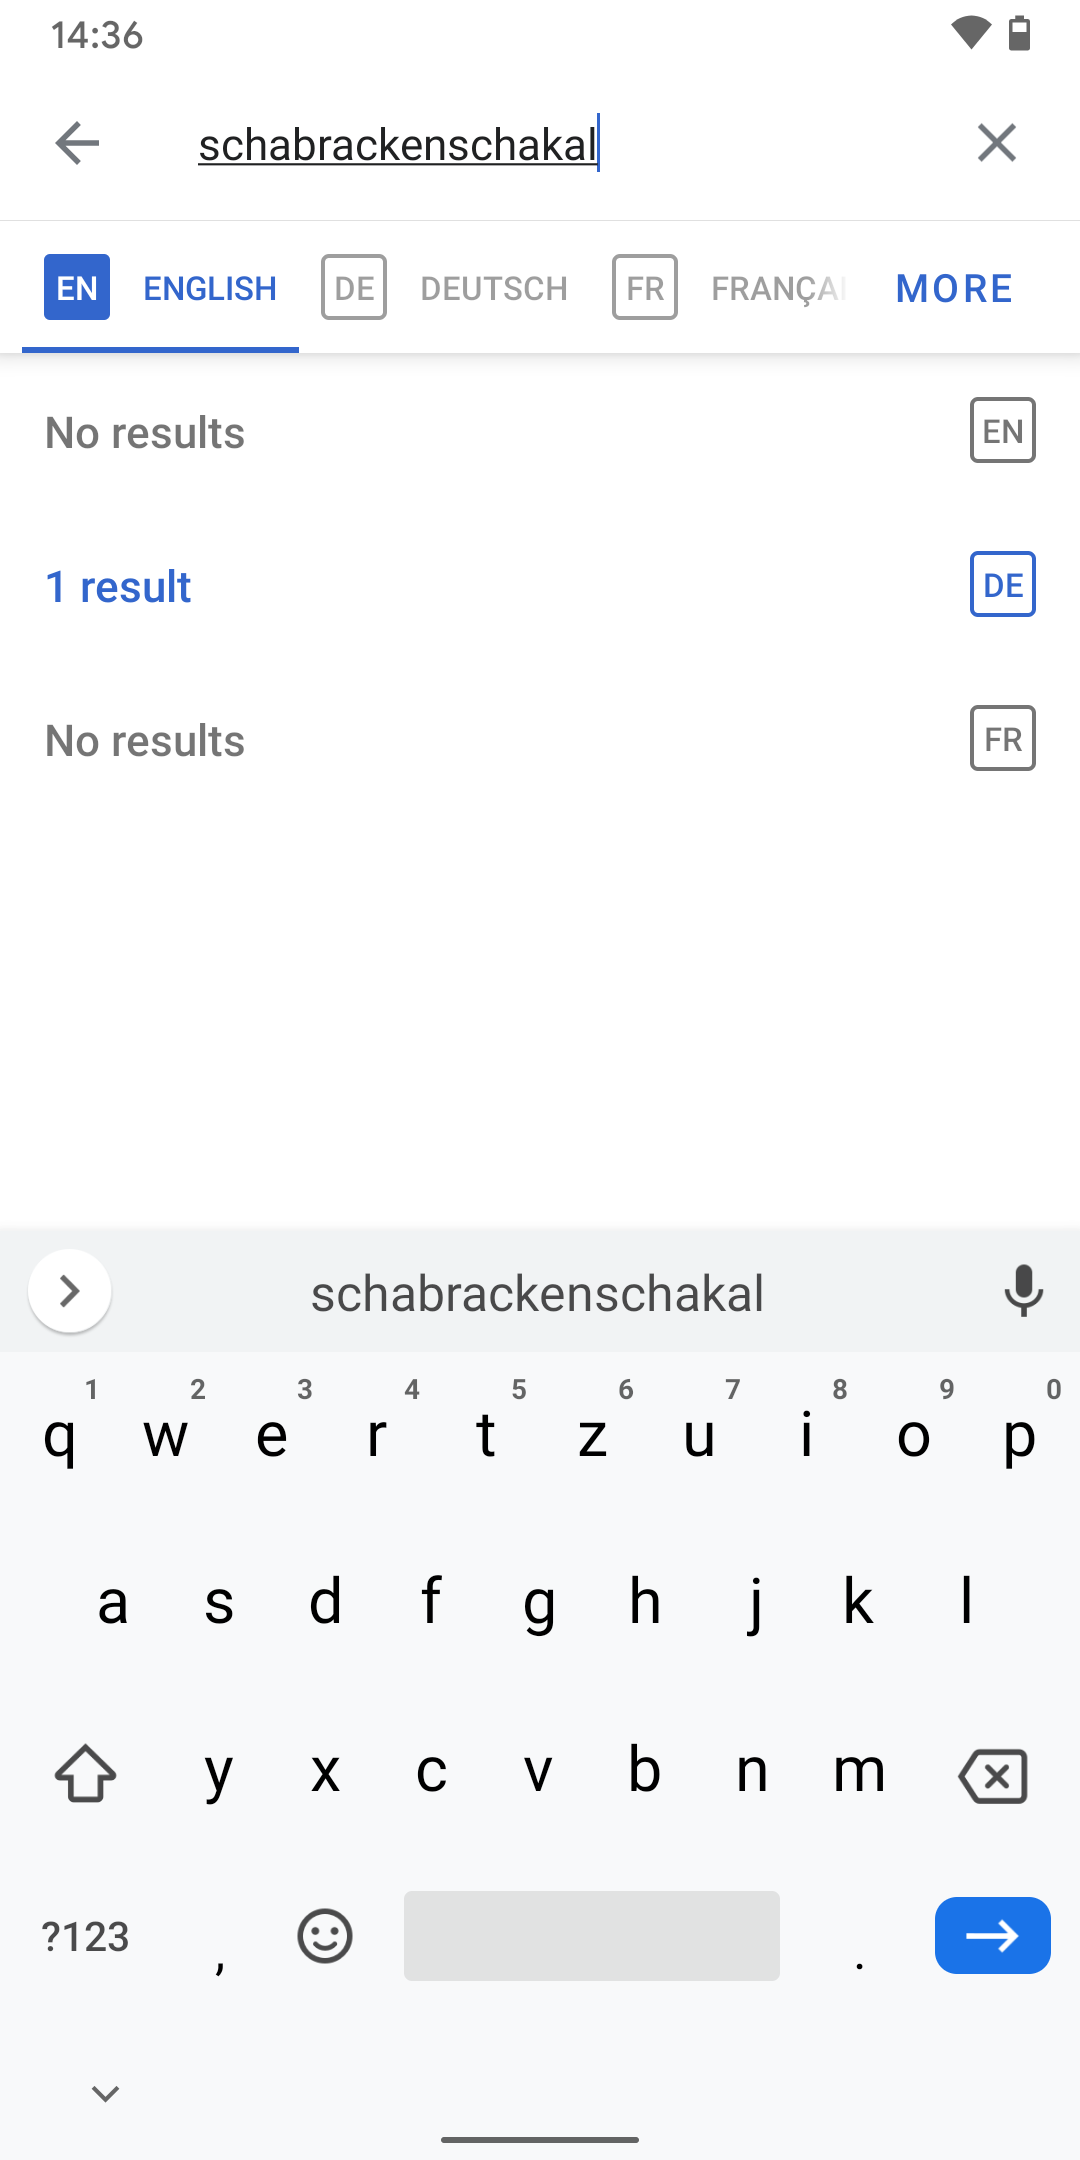 14:36
schabrackenschakal
EN ENGLISH DE DEUTSCH FR FRANÇAI MORE
No results EN
1 result DE
No results FR
schabrackenschakal
1 2 3 4 5 6 7 8 9 0
q w e r t z u i o p
a s d f g h j k l
y x c v b n m
?123 , .